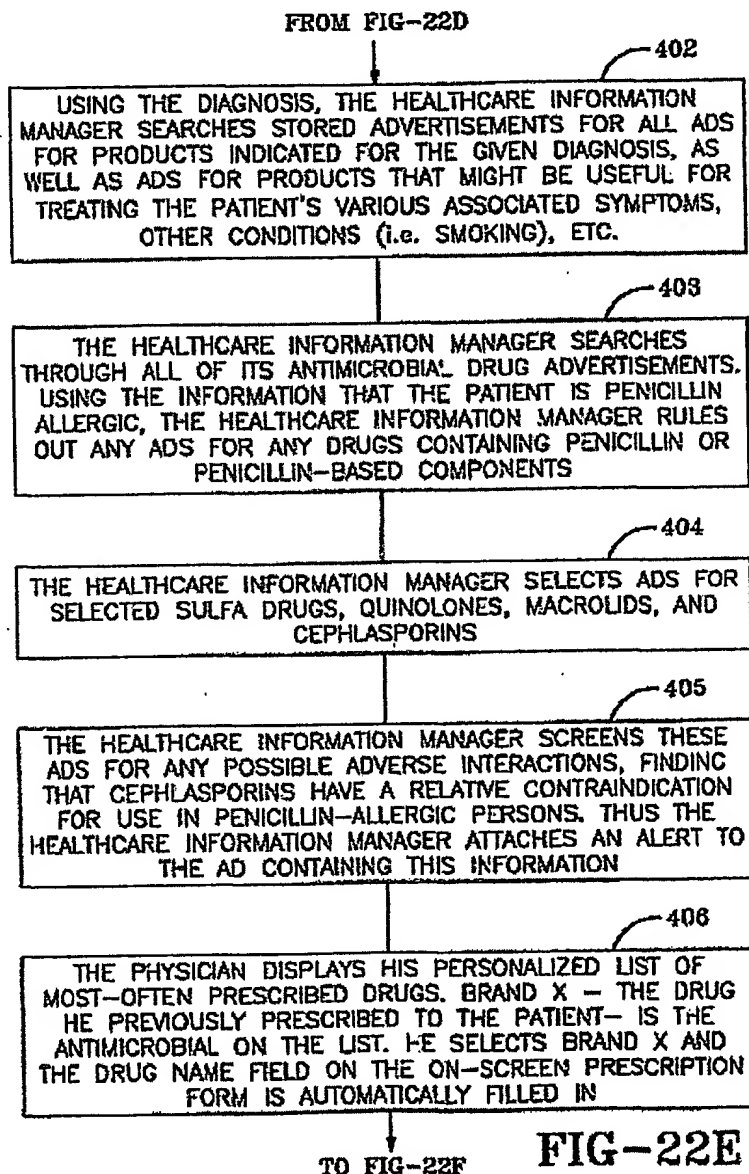 FROM FIG-22D
402
USING THE DIAGNOSIS, THE HEALTHCARE INFORMATION
MANAGER SEARCHES STORED ADVERTISEMENTS FOR ALL ADS
FOR PRODUCTS INDICATED FOR THE GIVEN DIAGNOSIS, AS
WELL AS ADS FOR PRODUCTS THAT MIGHT BE USEFUL FOR
TREATING THE PATIENT'S VARIOUS ASSOCIATED SYMPTOMS,
OTHER CONDITIONS (i.e. SMOKING), ETC.
403
THE HEALTHCARE INFORMATION MANAGER SEARCHES
THROUGH ALL OF ITS ANTIMICROBIAL DRUG ADVERTISEMENTS.
USING THE INFORMATION THAT THE PATIENT IS PENICILLIN
ALLERGIC, THE HEALTHCARE INFORMATION MANAGER RULES
OUT ANY ADS FOR ANY DRUGS CONTAINING PENICILLIN OR
PENICILLIN-BASED COMPONENTS
404
THE HEALTHCARE INFORMATION MANAGER SELECTS ADS FOR
SELECTED SULFA DRUGS, QUINOLONES, MACROLIDS, AND
CEPHLASPORINS
405
THE HEALTHCARE INFORMATION MANAGER SCREENS THESE
ADS FOR ANY POSSIBLE ADVERSE INTERACTIONS, FINDING
THAT CEPHLASPORINS HAVE A RELATIVE CONTRAINDICATION
FOR USE IN PENICILLIN-ALLERGIC PERSONS. THUS THE
HEALTHCARE INFORMATION MANAGER ATTACHES AN ALERT TO
THE AD CONTAINING THIS INFORMATION
406
THE PHYSICIAN DISPLAYS HIS PERSONALIZED LIST OF
MOST-OFTEN PRESCRIBED DRUGS. BRAND X - THE DRUG
HE PREVIOUSLY PRESCRIBED TO THE PATIENT- IS THE
ANTIMICROBIAL ON THE LIST. HE SELECTS BRAND X AND
THE DRUG NAME FIELD ON THE ON-SCREEN PRESCRIPTION
FORM IS AUTOMATICALLY FILLED IN
TO FIG-22F
FIG-22E